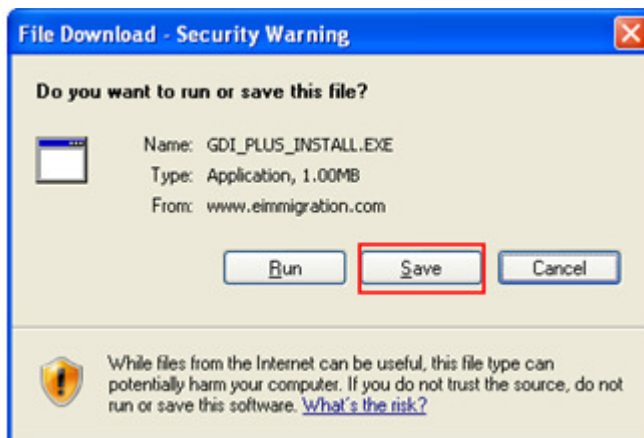 File Download - Security Warning
Do you want to run or save this file?
Name: GDI_PLUS_INSTALL.EXE
Type: Application, 1.00MB
From: www.eimmigration.com
Run Save Cancel
While files from the Internet can be useful, this file type can
potentially harm your computer. If you do not trust the source, do not
run or save this software. What's the risk?